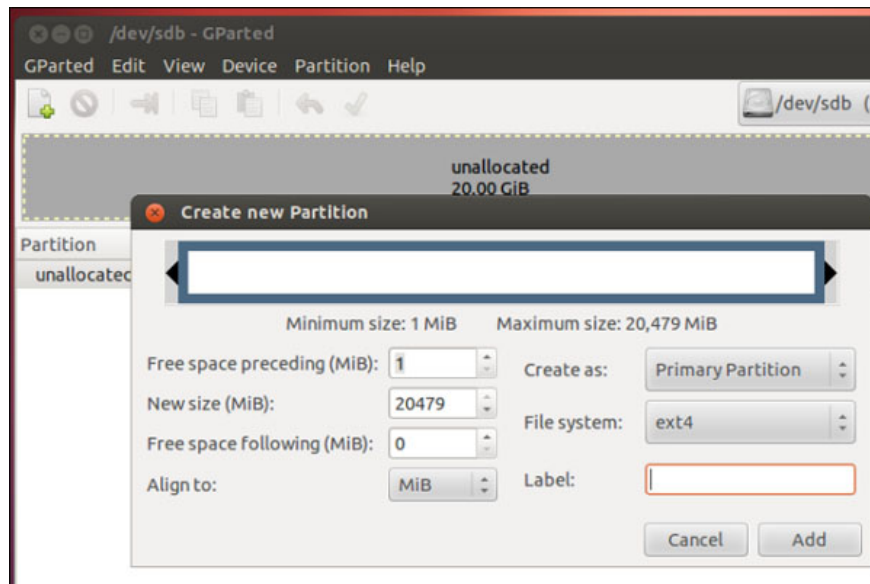 /dev/sdb - GParted
GParted Edit View Device Partition Help
/dev/sdb (
unallocated
20.00 GiB
Create new Partition
Partition
unallocated
Minimum size: 1 MiB Maximum size: 20,479 MiB
Free space preceding (MiB): 1 Create as: Primary Partition
New size (MiB): 20479 File system: ext4
Free space following (MiB): 0
Align to: MiB Label:
Cancel Add